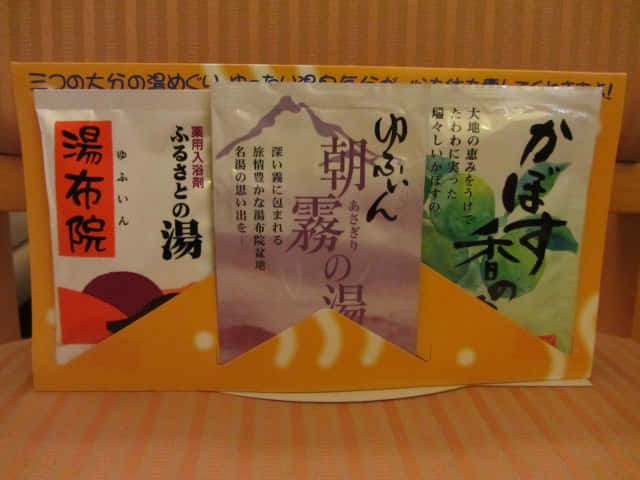 三つの大分の湯めぐり
湯布院
ゆふいん
薬用入浴剤
ふるさとの湯
ゆふいん
朝霧の湯
あさぎり
深い霧に包まれる
旅情豊かな湯布院盆地
名湯の思い出を―
かぼす
香の
大地の恵みをうけて
たわわに実った
瑞々しいかぼすの